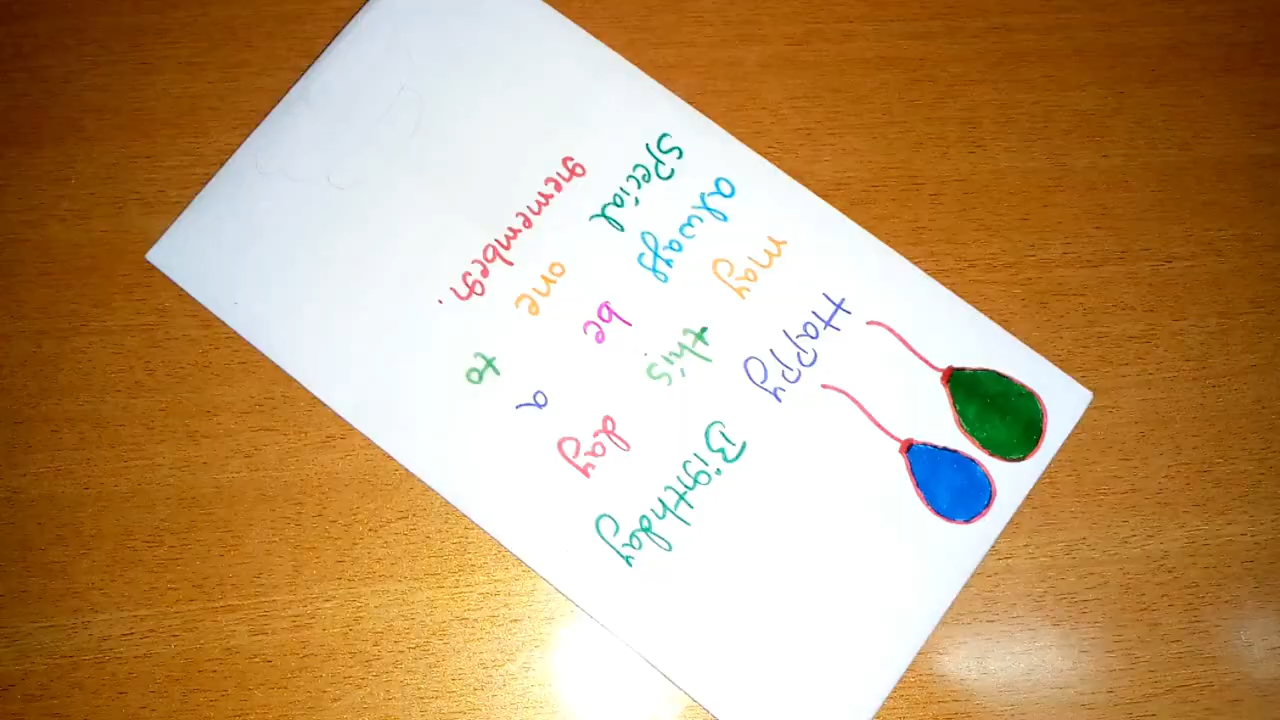 Happy Birthday
may this day
always be a
special one to
remember.